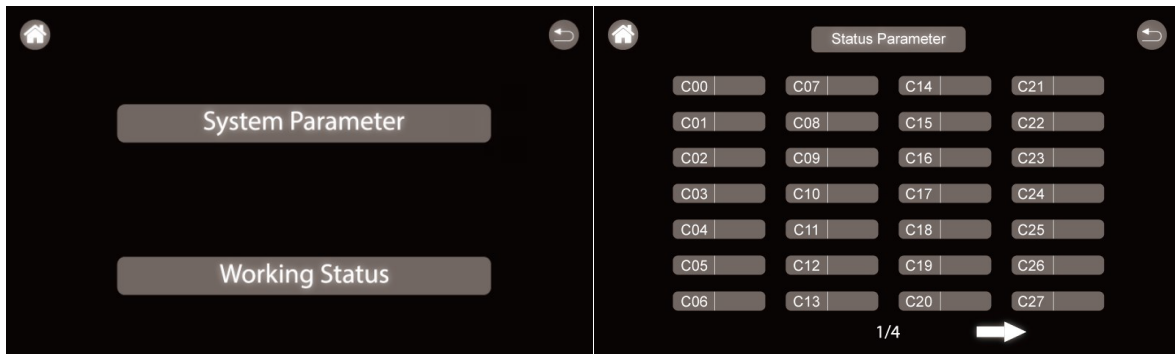 System Parameter
Working Status
Status Parameter
C00 C07 C14 C21
C01 C08 C15 C22
C02 C09 C16 C23
C03 C10 C17 C24
C04 C11 C18 C25
C05 C12 C19 C26
C06 C13 C20 C27
1/4